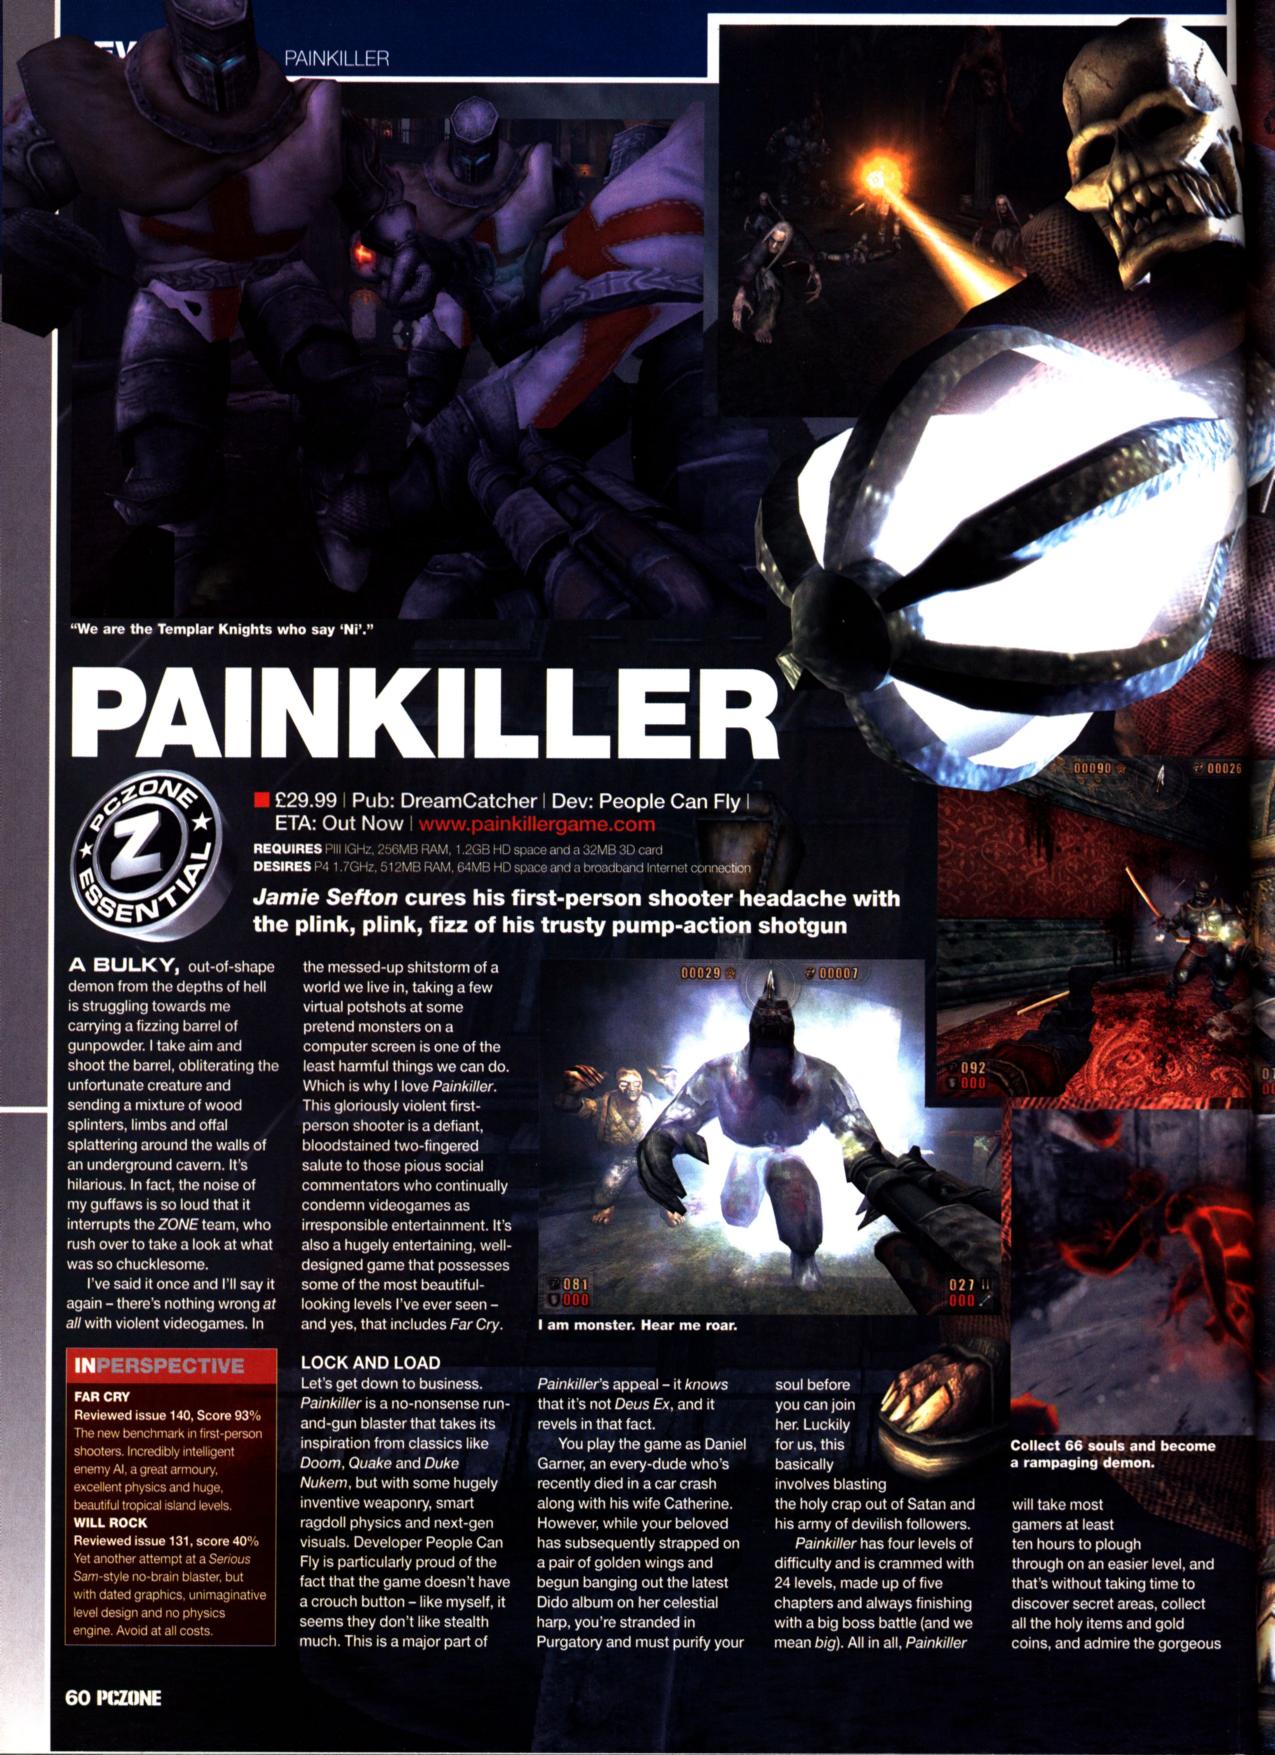 PAINKILLER
"We are the Templar Knights who say 'Ni'."
PAINKILLER
PCZONE
Z
ESSENTIAL
£29.99 | Pub: DreamCatcher | Dev: People Can Fly |
ETA: Out Now | www.painkillergame.com
REQUIRES PIII IGHz, 256MB RAM, 1.2GB HD space and a 32MB 3D card
DESIRES P4 1.7GHz, 512MB RAM, 64MB HD space and a broadband Internet connection
Jamie Sefton cures his first-person shooter headache with
the plink, plink, fizz of his trusty pump-action shotgun
A BULKY, out-of-shape
demon from the depths of hell
is struggling towards me
carrying a fizzing barrel of
gunpowder. I take aim and
shoot the barrel, obliterating the
unfortunate creature and
sending a mixture of wood
splinters, limbs and offal
splattering around the walls of
an underground cavern. It's
hilarious. In fact, the noise of
my guffaws is so loud that it
interrupts the ZONE team, who
rush over to take a look at what
was so chucklesome.
I've said it once and I'll say it
again – there's nothing wrong at
all with violent videogames. In
the messed-up shitstorm of a
world we live in, taking a few
virtual potshots at some
pretend monsters on a
computer screen is one of the
least harmful things we can do.
Which is why I love Painkiller.
This gloriously violent first-
person shooter is a defiant,
bloodstained two-fingered
salute to those pious social
commentators who continually
condemn videogames as
irresponsible entertainment. It's
also a hugely entertaining, well-
designed game that possesses
some of the most beautiful-
looking levels I've ever seen –
and yes, that includes Far Cry.
00029
00007
081
000
027
000
I am monster. Hear me roar.
00090
00026
092
000
Collect 66 souls and become
a rampaging demon.
INPERSPECTIVE
FAR CRY
Reviewed issue 140, Score 93%
The new benchmark in first-person
shooters. Incredibly intelligent
enemy AI, a great armoury,
excellent physics and huge,
beautiful tropical island levels.
WILL ROCK
Reviewed issue 131, score 40%
Yet another attempt at a Serious
Sam-style no-brain blaster, but
with dated graphics, unimaginative
level design and no physics
engine. Avoid at all costs.
LOCK AND LOAD
Let's get down to business.
Painkiller is a no-nonsense run-
and-gun blaster that takes its
inspiration from classics like
Doom, Quake and Duke
Nukem, but with some hugely
inventive weaponry, smart
ragdoll physics and next-gen
visuals. Developer People Can
Fly is particularly proud of the
fact that the game doesn't have
a crouch button – like myself, it
seems they don't like stealth
much. This is a major part of
Painkiller's appeal – it knows
that it's not Deus Ex, and it
revels in that fact.
You play the game as Daniel
Garner, an every-dude who's
recently died in a car crash
along with his wife Catherine.
However, while your beloved
has subsequently strapped on
a pair of golden wings and
begun banging out the latest
Dido album on her celestial
harp, you're stranded in
Purgatory and must purify your
soul before
you can join
her. Luckily
for us, this
basically
involves blasting
the holy crap out of Satan and
his army of devilish followers.
Painkiller has four levels of
difficulty and is crammed with
24 levels, made up of five
chapters and always finishing
with a big boss battle (and we
mean big). All in all, Painkiller
will take most
gamers at least
ten hours to plough
through on an easier level, and
that's without taking time to
discover secret areas, collect
all the holy items and gold
coins, and admire the gorgeous
60 PCZONE